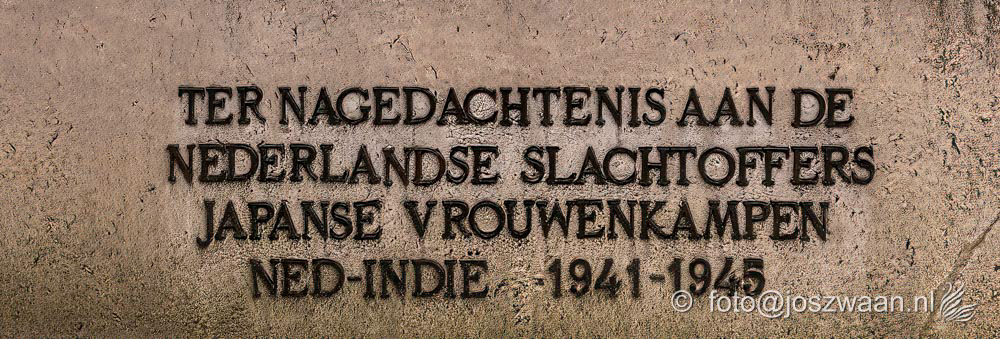 TER NAGEDACHTENIS AAN DE
NEDERLANDSE SLACHTOFFERS
JAPANSE VROUWENKAMPEN
NED-INDIË 1941-1945
© foto@joszwaan.nl